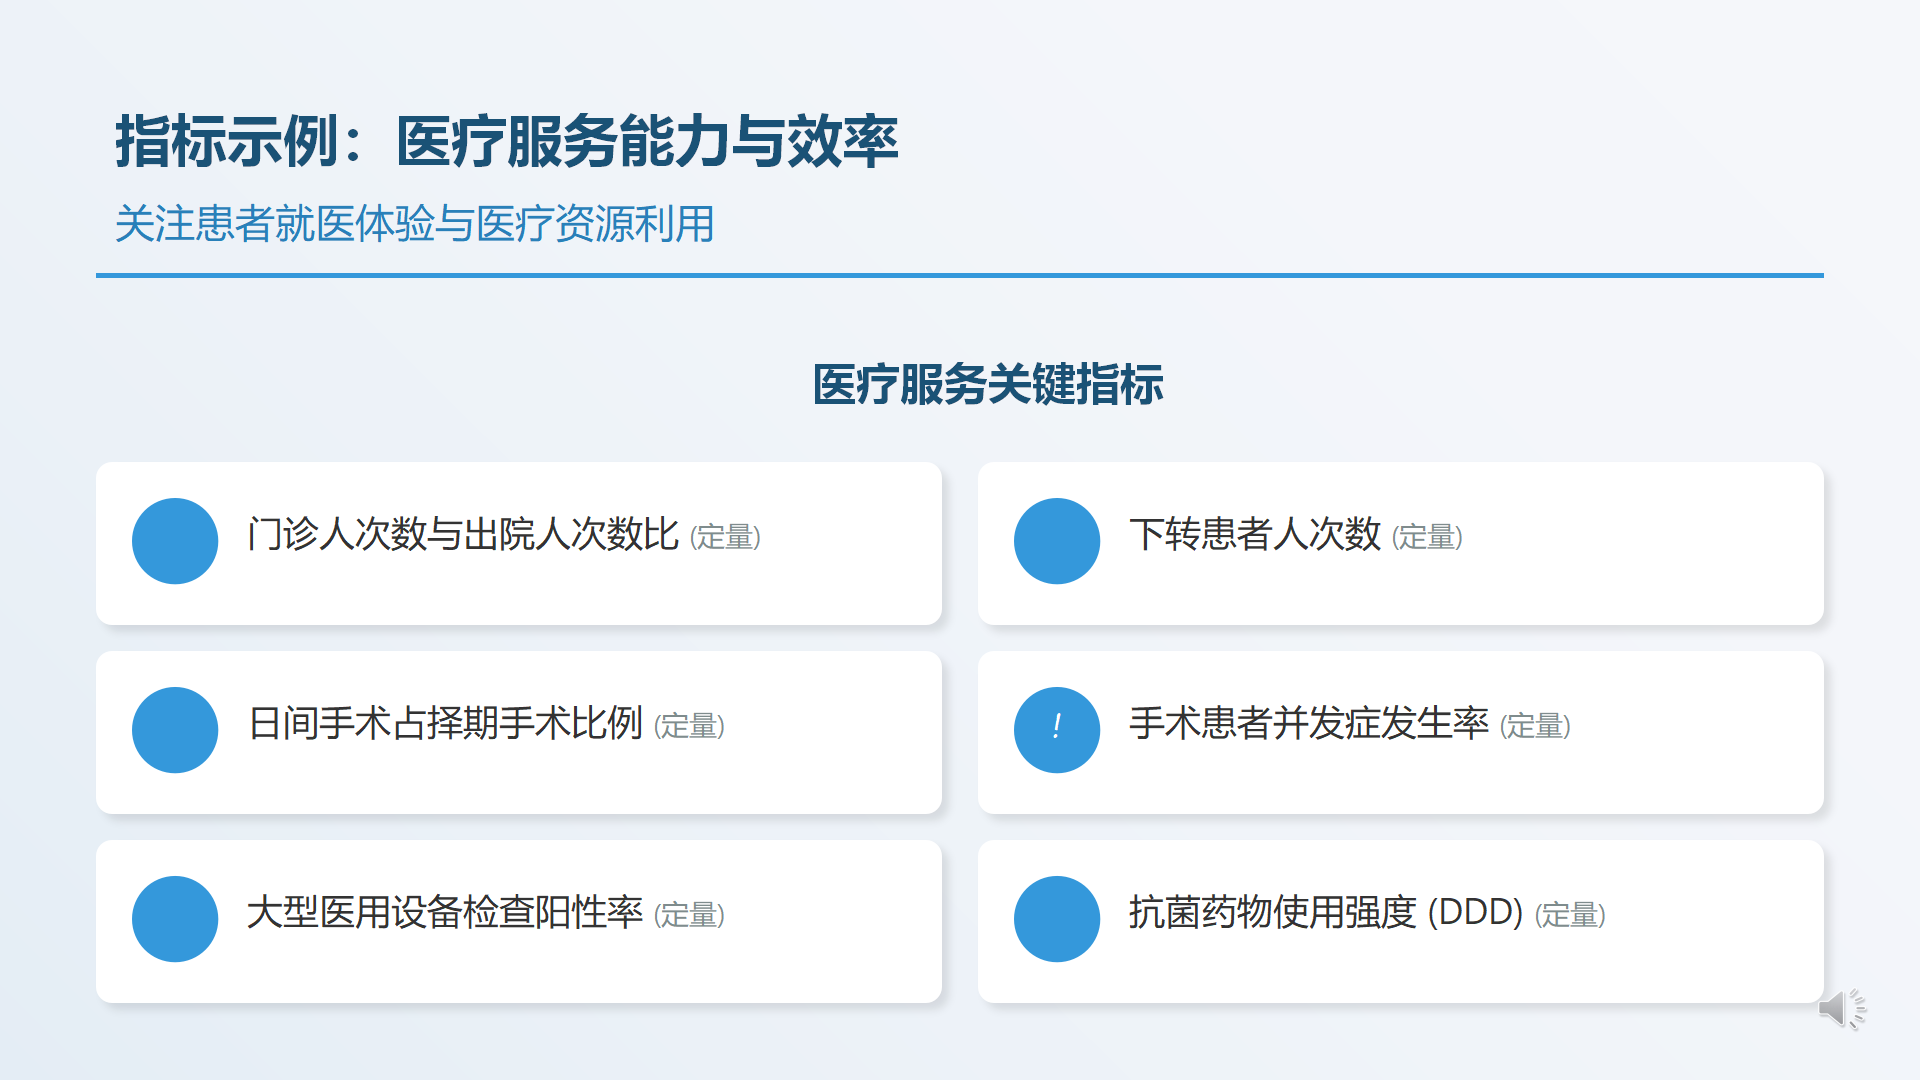 指标示例：医疗服务能力与效率
关注患者就医体验与医疗资源利用
医疗服务关键指标
门诊人次数与出院人次数比 (定量)
下转患者人次数 (定量)
日间手术占择期手术比例 (定量)
!
手术患者并发症发生率 (定量)
大型医用设备检查阳性率 (定量)
抗菌药物使用强度 (DDD) (定量)